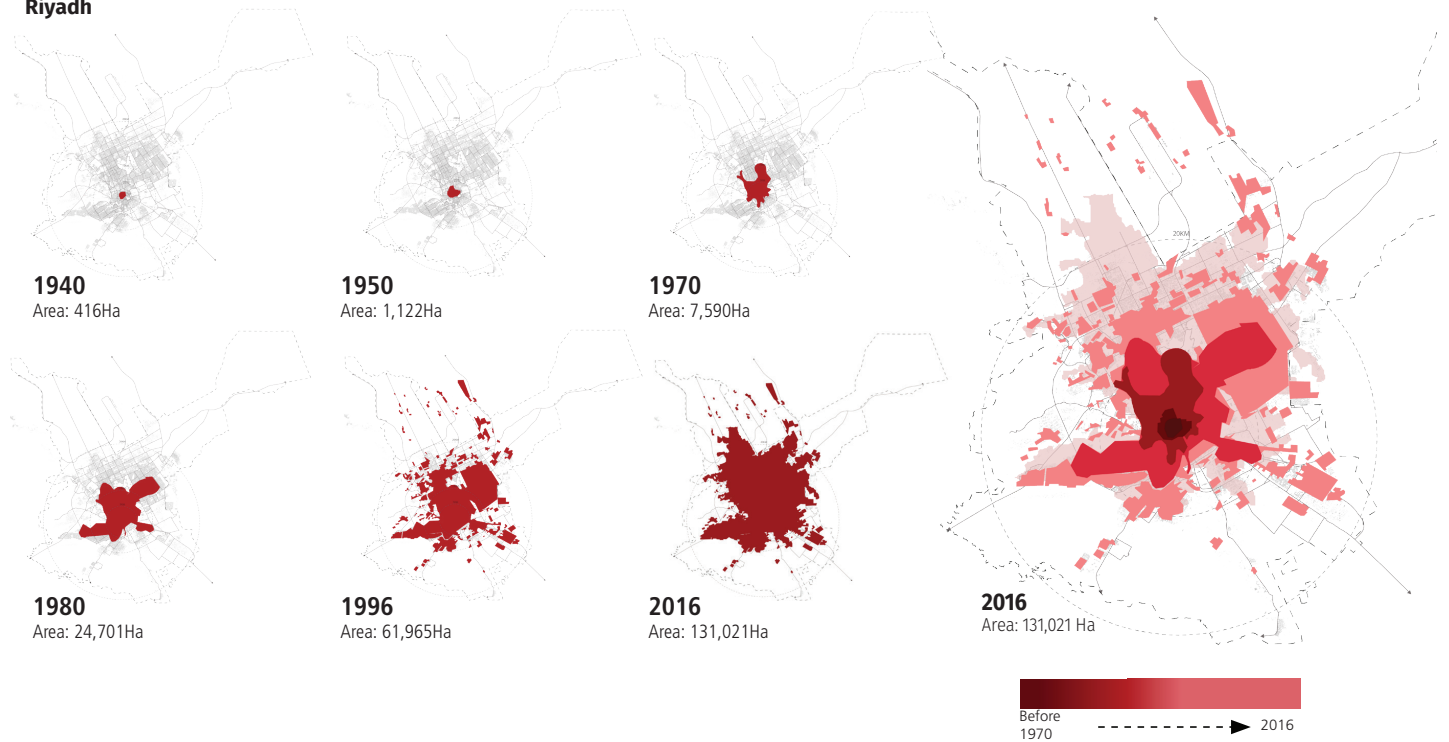 Riyadh
1940
Area: 416Ha
1950
Area: 1,122Ha
1970
Area: 7,590Ha
1980
Area: 24,701Ha
1996
Area: 61,965Ha
2016
Area: 131,021Ha
20KM
2016
Area: 131,021 Ha
Before
1970
2016